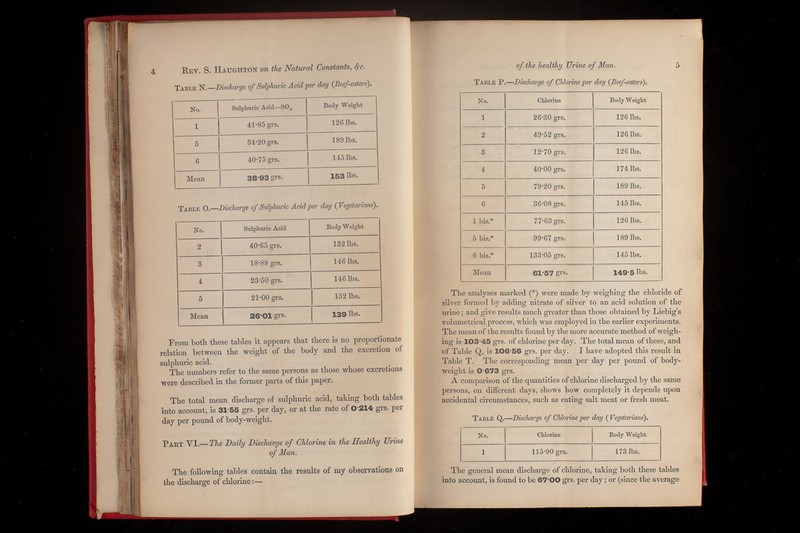 4 Rev. S. Haughton on the Natural Constants, &c.
Table N.—Discharge of Sulphuric Acid per day (Beef-eaters).
No. Sulphuric Acid—SO3 Body Weight
1 41·85 grs. 126 lbs.
5 34·20 grs. 189 lbs.
6 40·75 grs. 145 lbs.
Mean 38·93 grs. 153 lbs.
Table O.—Discharge of Sulphuric Acid per day (Vegetarians).
No. Sulphuric Acid Body Weight
2 40·65 grs. 132 lbs.
3 18·88 grs. 146 lbs.
4 23·50 grs. 146 lbs.
5 21·00 grs. 132 lbs.
Mean 26·01 grs. 139 lbs.
From both these tables it appears that there is no proportionate
relation between the weight of the body and the excretion of
sulphuric acid.
The numbers refer to the same persons as those whose excretions
were described in the former parts of this paper.
The total mean discharge of sulphuric acid, taking both tables
into account, is 31·55 grs. per day, or at the rate of 0·214 grs. per
day per pound of body-weight.
Part VI.—The Daily Discharge of Chlorine in the Healthy Urine
of Man.
The following tables contain the results of my observations on
the discharge of chlorine:—
of the healthy Urine of Man. 5
Table P.—Discharge of Chlorine par day (Beef-eaters).
No. Chlorine Body Weight
1 26·30 grs. 126 lbs.
2 49·52 grs. 126 lbs.
3 12·70 grs. 126 lbs.
4 40·00 grs. 174 lbs.
5 79·20 grs. 189 lbs.
6 36·08 grs. 145 lbs.
1 bis.* 77·63 grs. 126 lbs.
5 bis.* 99·67 grs. 189 lbs.
6 bis.* 133·05 grs. 145 lbs.
Mean 61·57 grs. 149·5 lbs.
The analyses marked (*) were made by weighing the chloride of
silver formed by adding nitrate of silver to an acid solution of the
urine; and give results much greater than those obtained by Liebig's
volumetrical process, which was employed in the earlier experiments.
The mean of the results found by the more accurate method of weigh-
ing is 103·45 grs. of chlorine per day. The total mean of these, and
of Table Q, is 106·56 grs. per day. I have adopted this result in
Table T. The corresponding mean per day per pound of body-
weight is 0·673 grs.
A comparison of the quantities of chlorine discharged by the same
persons, on different days, shows how completely it depends upon
accidental circumstances, such as eating salt meat or fresh meat.
Table Q.—Discharge of Chlorine per day (Vegetarians).
No. Chlorine Body Weight
1 115·90 grs. 173 lbs.
The general mean discharge of chlorine, taking both these tables
into account, is found to be 67·00 grs. per day; or (since the average